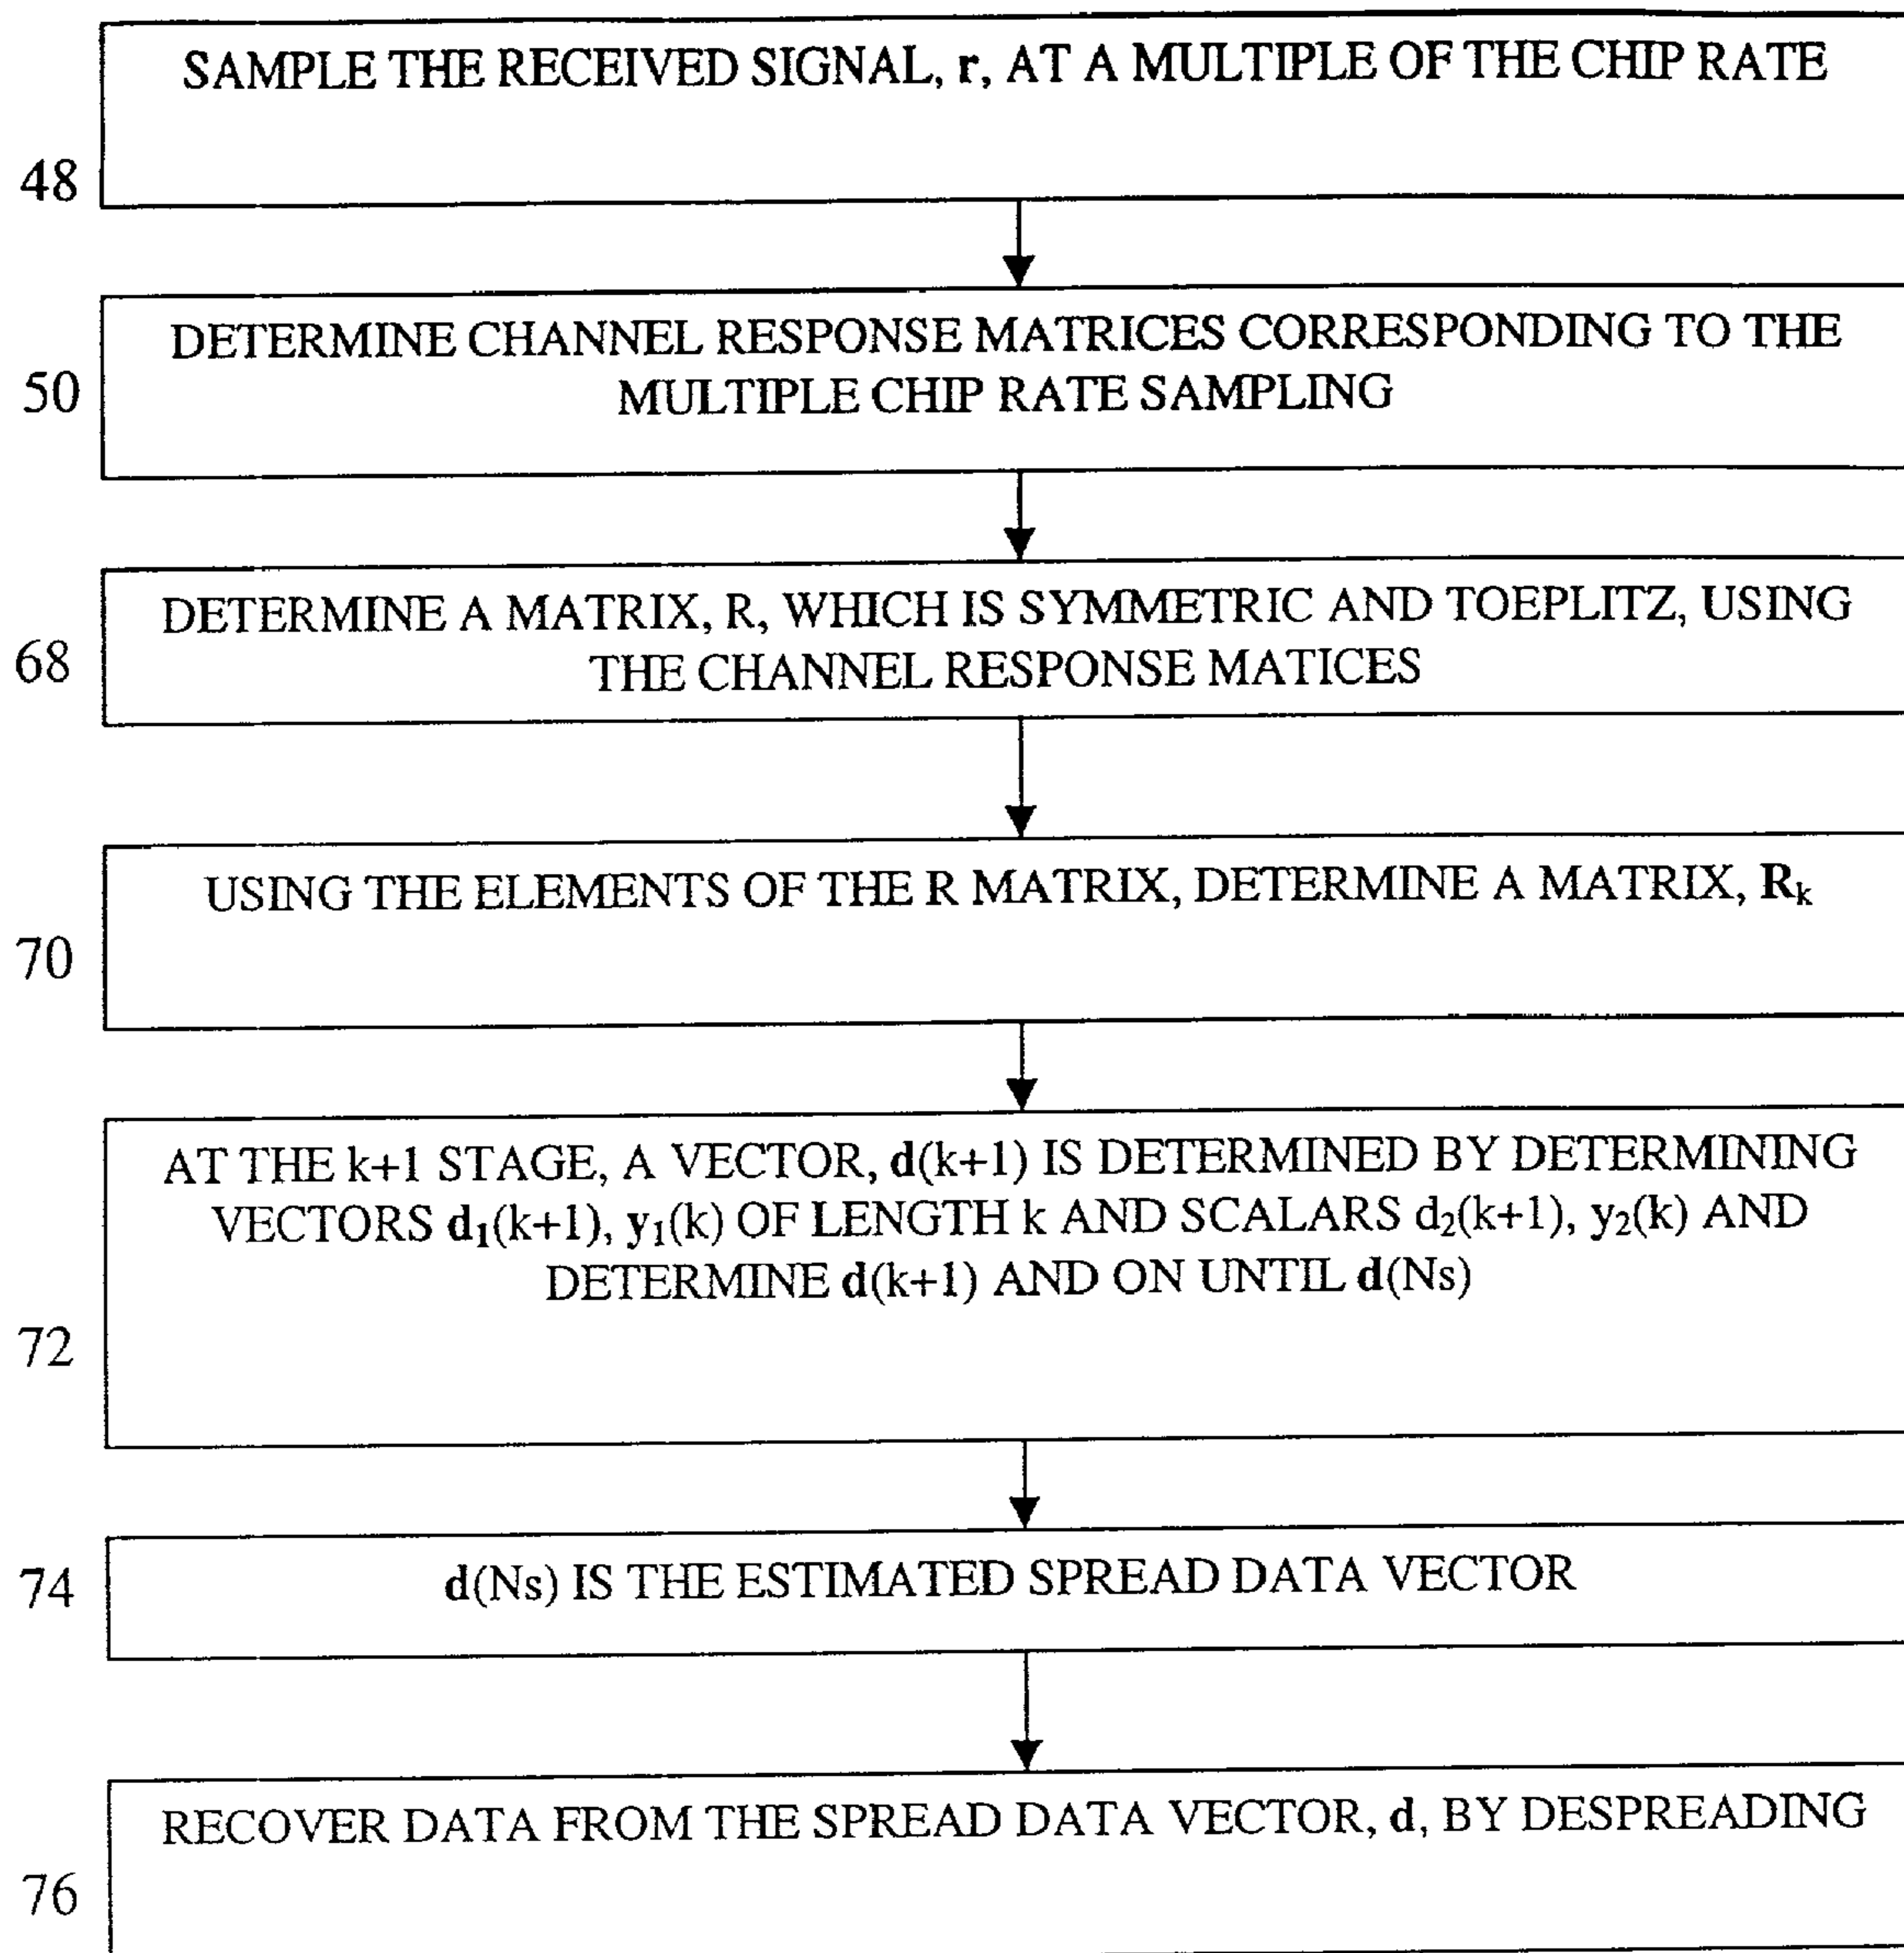 SAMPLE THE RECEIVED SIGNAL, r, AT A MULTIPLE OF THE CHIP RATE
48
DETERMINE CHANNEL RESPONSE MATRICES CORRESPONDING TO THE
MULTIPLE CHIP RATE SAMPLING
50
DETERMINE A MATRIX, R, WHICH IS SYMMETRIC AND TOEPLITZ, USING
THE CHANNEL RESPONSE MATICES
68
USING THE ELEMENTS OF THE R MATRIX, DETERMINE A MATRIX, Rₖ
70
AT THE k+1 STAGE, A VECTOR, d(k+1) IS DETERMINED BY DETERMINING
VECTORS d₁(k+1), y₁(k) OF LENGTH k AND SCALARS d₂(k+1), y₂(k) AND
DETERMINE d(k+1) AND ON UNTIL d(Ns)
72
d(Ns) IS THE ESTIMATED SPREAD DATA VECTOR
74
RECOVER DATA FROM THE SPREAD DATA VECTOR, d, BY DESPREADING
76